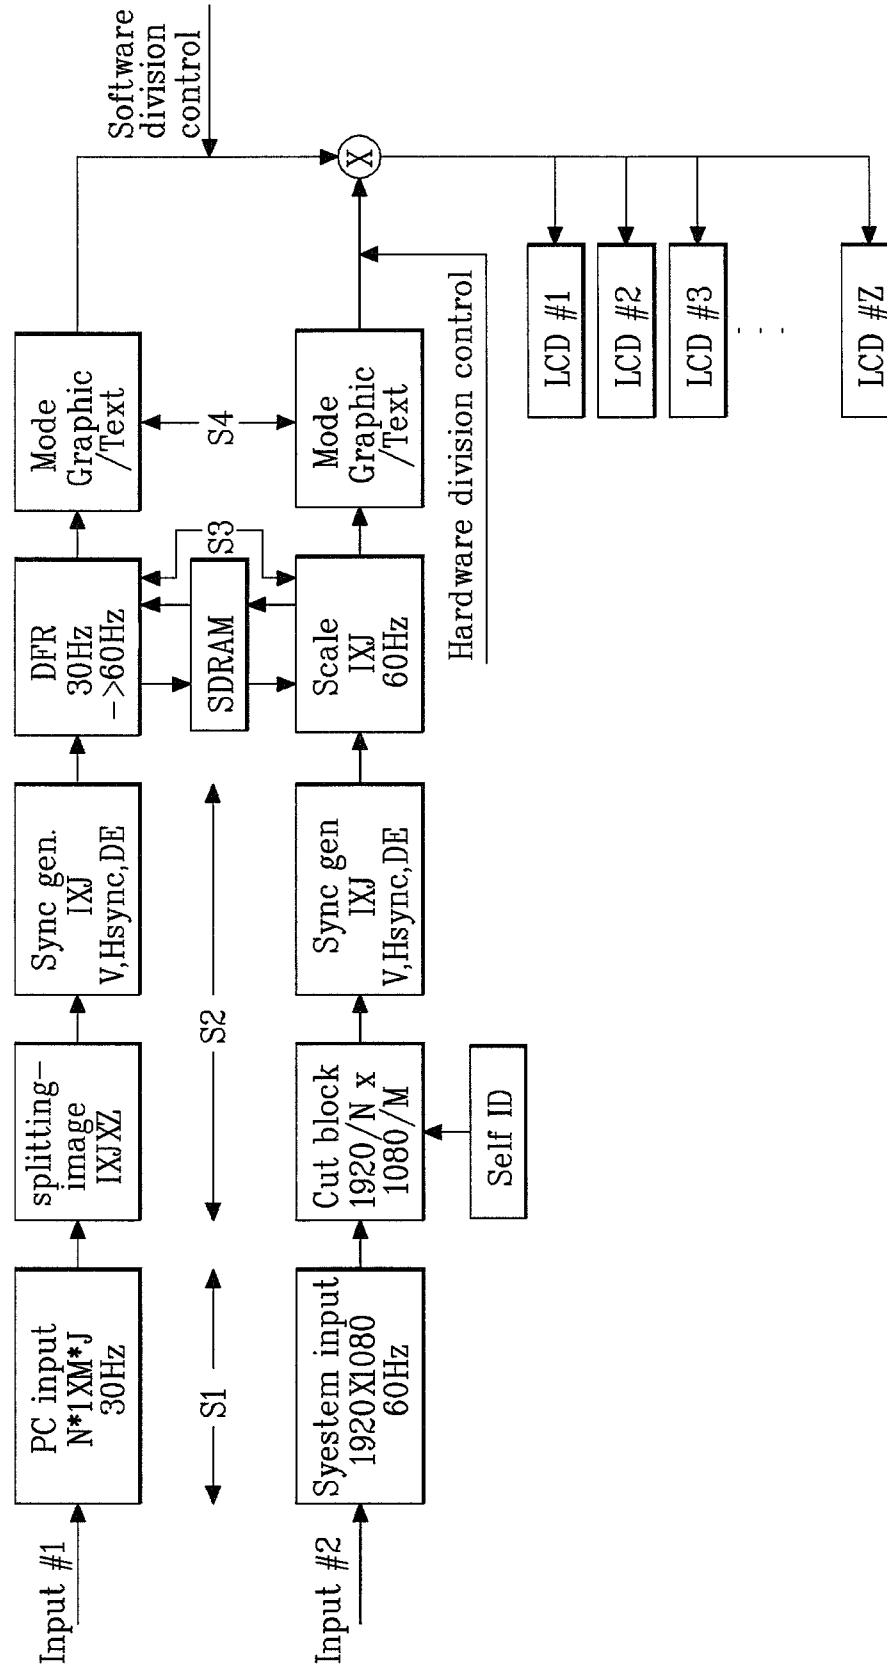 Input #1
PC input
N*1XM*J
30Hz
splitting-
image
IXJXZ
Sync gen.
IXJ
V,Hsync,DE
DFR
30Hz
->60Hz
Mode
Graphic
/Text
Software
division
control
S1
S2
SDRAM
S3
S4
X
Input #2
Syestem input
1920X1080
60Hz
Cut block
1920/N x
1080/M
Sync gen
IXJ
V,Hsync,DE
Scale
IXJ
60Hz
Mode
Graphic
/Text
Self ID
Hardware division control
LCD #1
LCD #2
LCD #3
. . .
LCD #Z